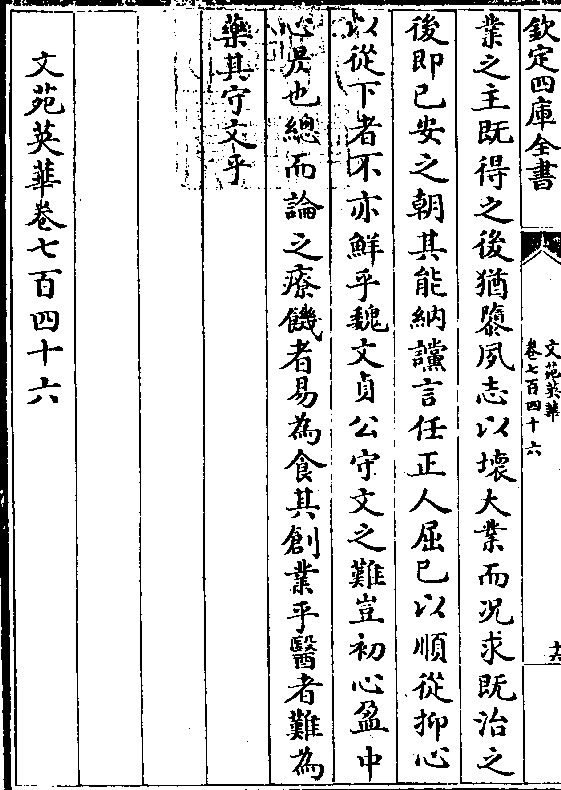 欽定四庫全書
文苑英華
卷七百四十六
十六
業之主既得之後猶隳夙志以壞大業而况求既治之
後即已安之朝其能納讜言任正人屈已以順從抑心
以從下者不亦鮮乎魏文貞公守文之難豈初心盈中
心是也總而論之療饑者易為食其創業乎醫者難為
藥其守文乎
文苑英華卷七百四十六